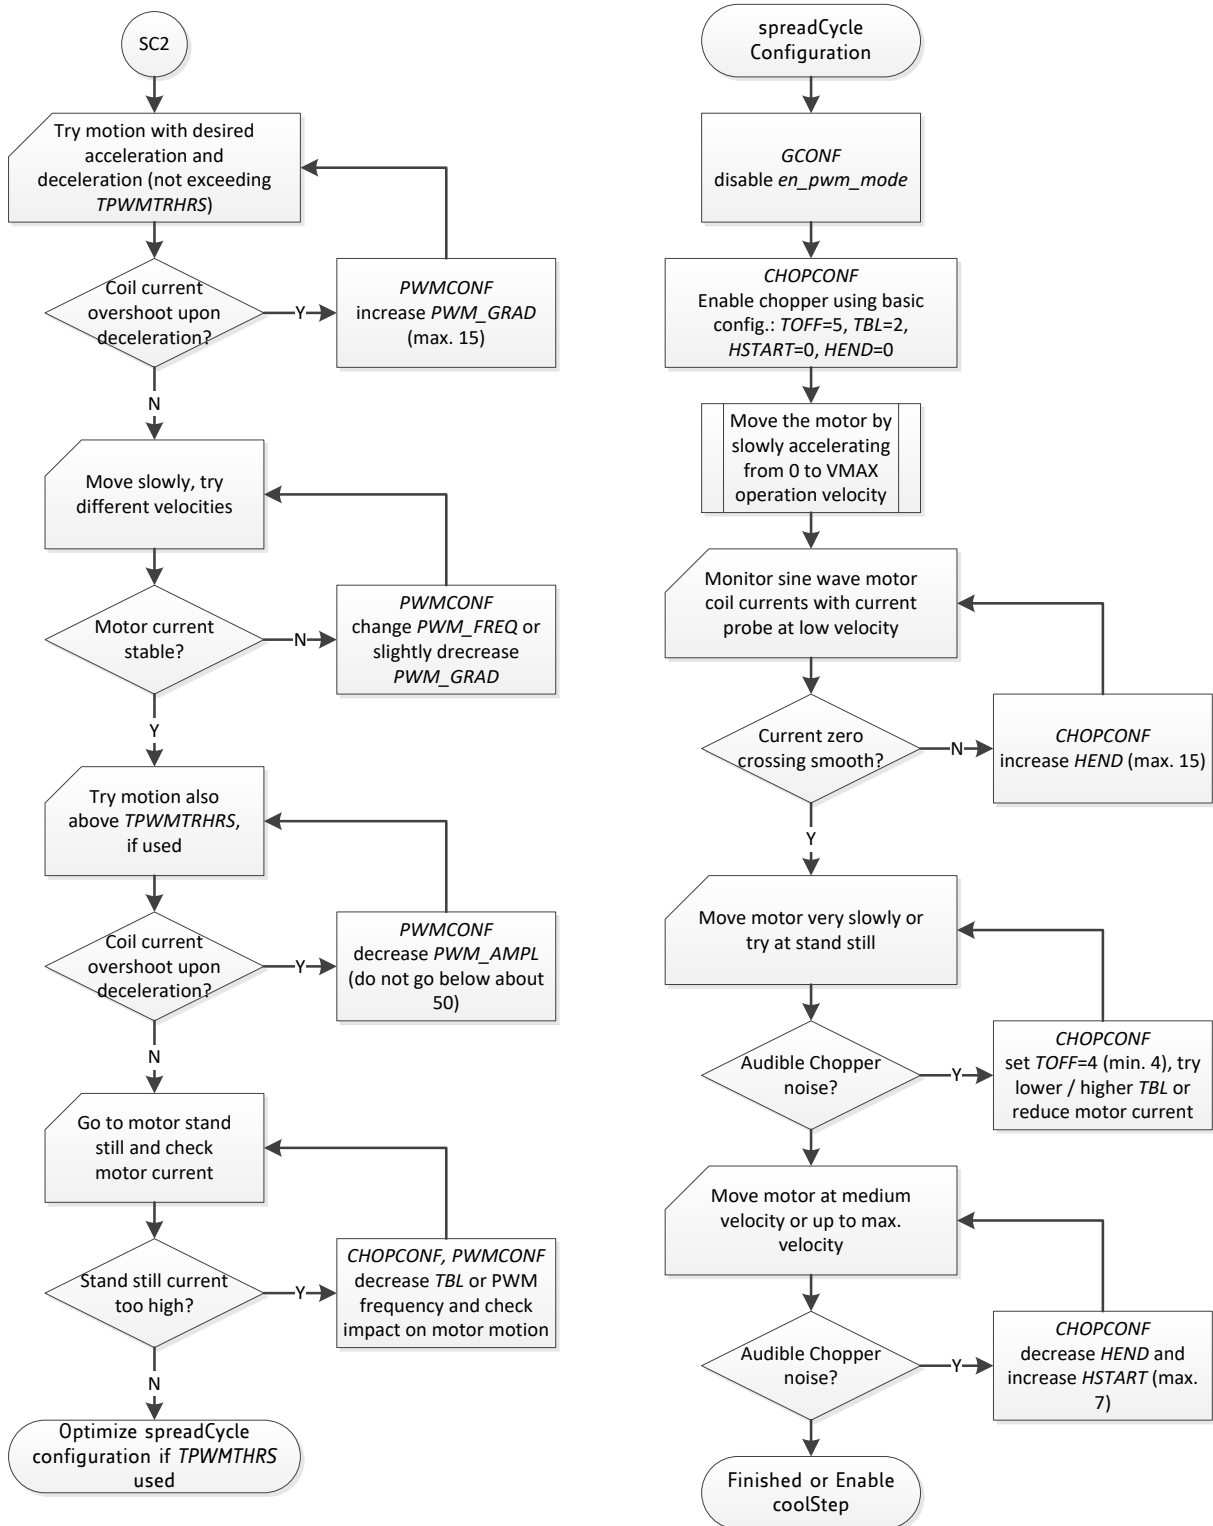 SC2
Try motion with desired
acceleration and
deceleration (not exceeding
TPWMTRHRS)
Coil current
overshoot upon
deceleration?
Y
PWMCONF
increase PWM_GRAD
(max. 15)
N
Move slowly, try
different velocities
Motor current
stable?
N
PWMCONF
change PWM_FREQ or
slightly drecrease
PWM_GRAD
Y
Try motion also
above TPWMTRHRS,
if used
Coil current
overshoot upon
deceleration?
Y
PWMCONF
decrease PWM_AMPL
(do not go below about
50)
N
Go to motor stand
still and check
motor current
Stand still current
too high?
Y
CHOPCONF, PWMCONF
decrease TBL or PWM
frequency and check
impact on motor motion
N
Optimize spreadCycle
configuration if TPWMTHRS
used
spreadCycle
Configuration
GCONF
disable en_pwm_mode
CHOPCONF
Enable chopper using basic
config.: TOFF=5, TBL=2,
HSTART=0, HEND=0
Move the motor by
slowly accelerating
from 0 to VMAX
operation velocity
Monitor sine wave motor
coil currents with current
probe at low velocity
Current zero
crossing smooth?
N
CHOPCONF
increase HEND (max. 15)
Y
Move motor very slowly or
try at stand still
Audible Chopper
noise?
Y
CHOPCONF
set TOFF=4 (min. 4), try
lower / higher TBL or
reduce motor current
Move motor at medium
velocity or up to max.
velocity
Audible Chopper
noise?
Y
CHOPCONF
decrease HEND and
increase HSTART (max.
7)
Finished or Enable
coolStep